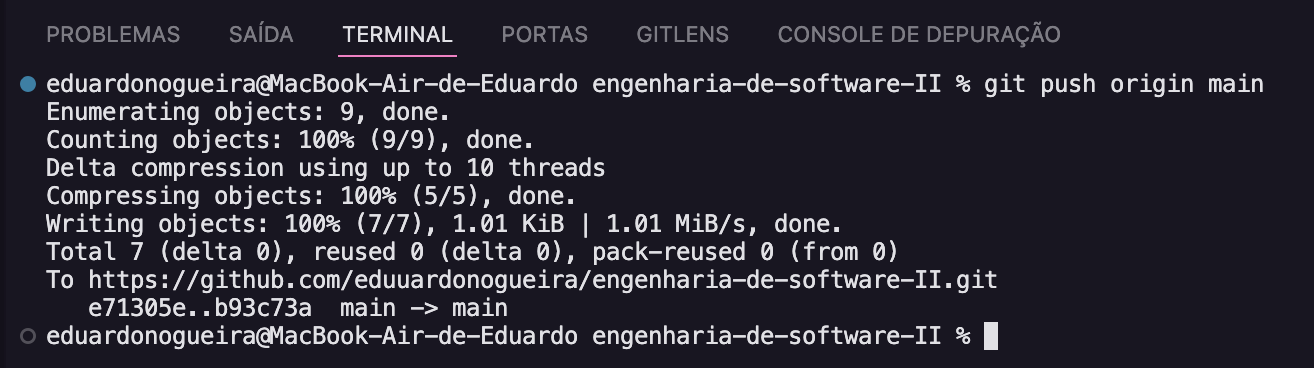 PROBLEMAS SAÍDA TERMINAL PORTAS GITLENS CONSOLE DE DEPURAÇÃO
eduardonogueira@MacBook-Air-de-Eduardo engenharia-de-software-II % git push origin main
Enumerating objects: 9, done.
Counting objects: 100% (9/9), done.
Delta compression using up to 10 threads
Compressing objects: 100% (5/5), done.
Writing objects: 100% (7/7), 1.01 KiB | 1.01 MiB/s, done.
Total 7 (delta 0), reused 0 (delta 0), pack-reused 0 (from 0)
To https://github.com/eduuardonogueira/engenharia-de-software-II.git
   e71305e..b93c73a  main -> main
eduardonogueira@MacBook-Air-de-Eduardo engenharia-de-software-II %